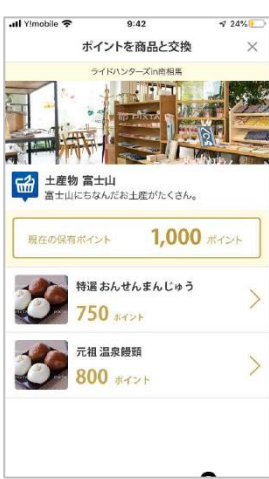 Y!mobile 9:42 24%
ポイントを商品と交換 ×
ライドハンターズin南相馬
PIXTA
土産物 富士山
富士山にちなんだお土産がたくさん。
現在の保有ポイント 1,000 ポイント
特選 おんせんまんじゅう
750 ポイント
元祖 温泉饅頭
800 ポイント